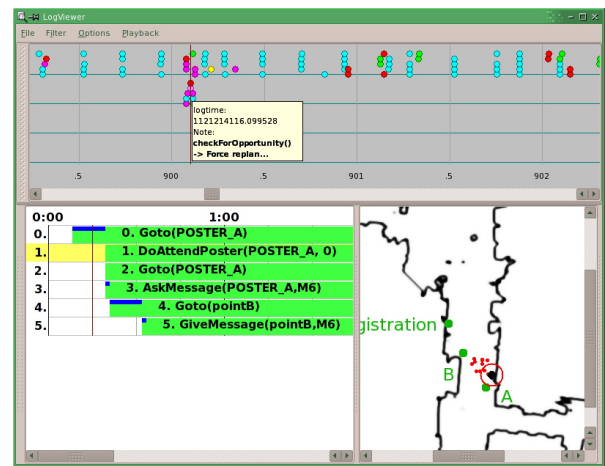 LogViewer
File Filter Options Playback
logtime:
1121214116.099528
Note:
checkForOpportunity()
-> Force replan...
.5 900 .5 901 .5 902
0:00 1:00
0. 0. Goto(POSTER_A)
1. 1. DoAttendPoster(POSTER_A, 0)
2. 2. Goto(POSTER_A)
3. 3. AskMessage(POSTER_A,M6)
4. 4. Goto(pointB)
5. 5. GiveMessage(pointB,M6)
gistration
B
A